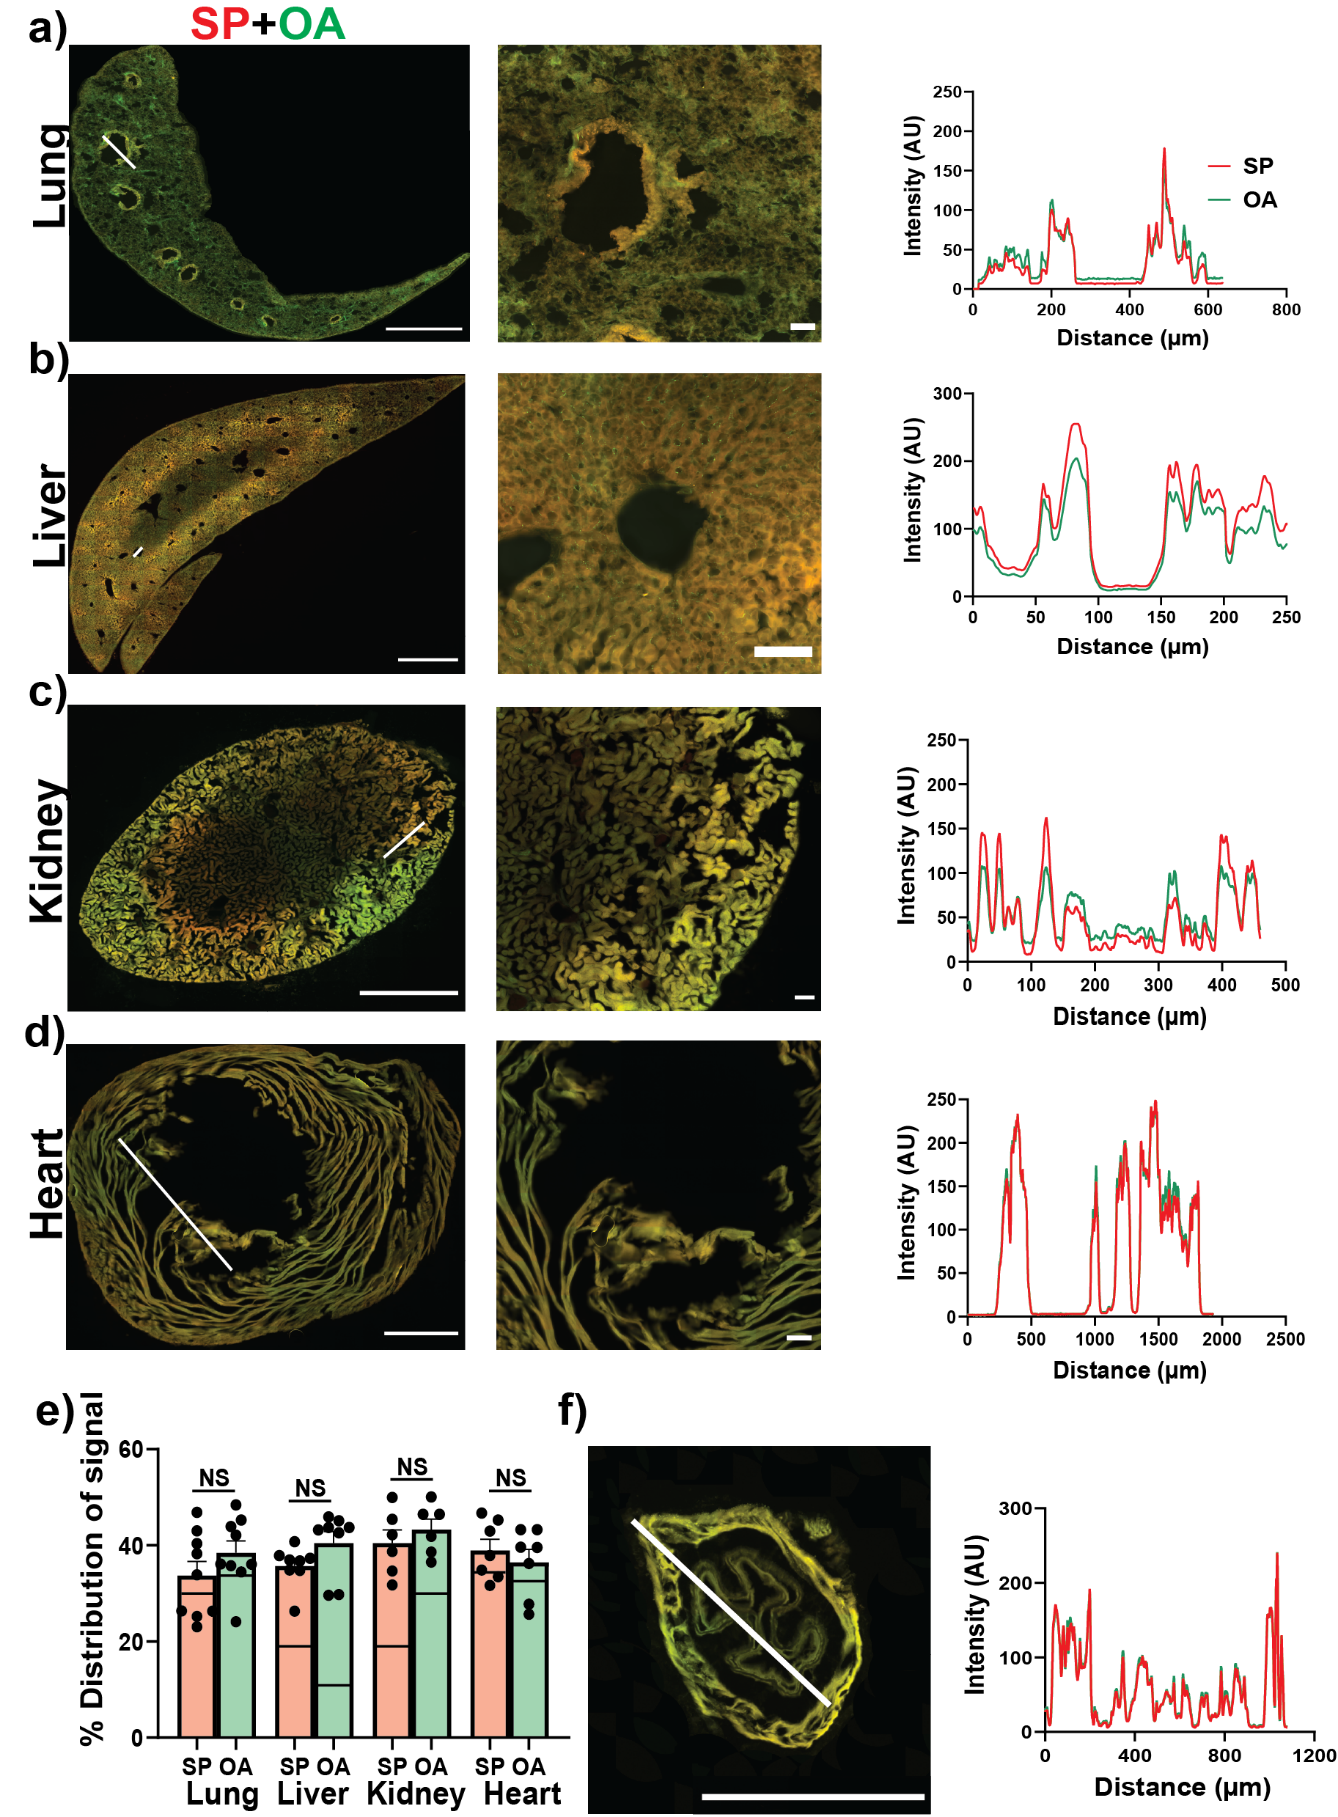 a)
SP+OA
Lung
250
200
150
100
50
0
Intensity (AU)
SP
OA
0 200 400 600 800
Distance (µm)
b)
Liver
300
200
100
0
Intensity (AU)
0 50 100 150 200 250
Distance (µm)
c)
Kidney
250
200
150
100
50
0
Intensity (AU)
0 100 200 300 400 500
Distance (µm)
d)
Heart
250
200
150
100
50
0
Intensity (AU)
0 500 1000 1500 2000 2500
Distance (µm)
e)
% Distribution of signal
60
40
20
0
NS NS NS NS
SP OA SP OA SP OA SP OA
Lung Liver Kidney Heart
f)
300
200
100
0
Intensity (AU)
0 400 800 1200
Distance (µm)